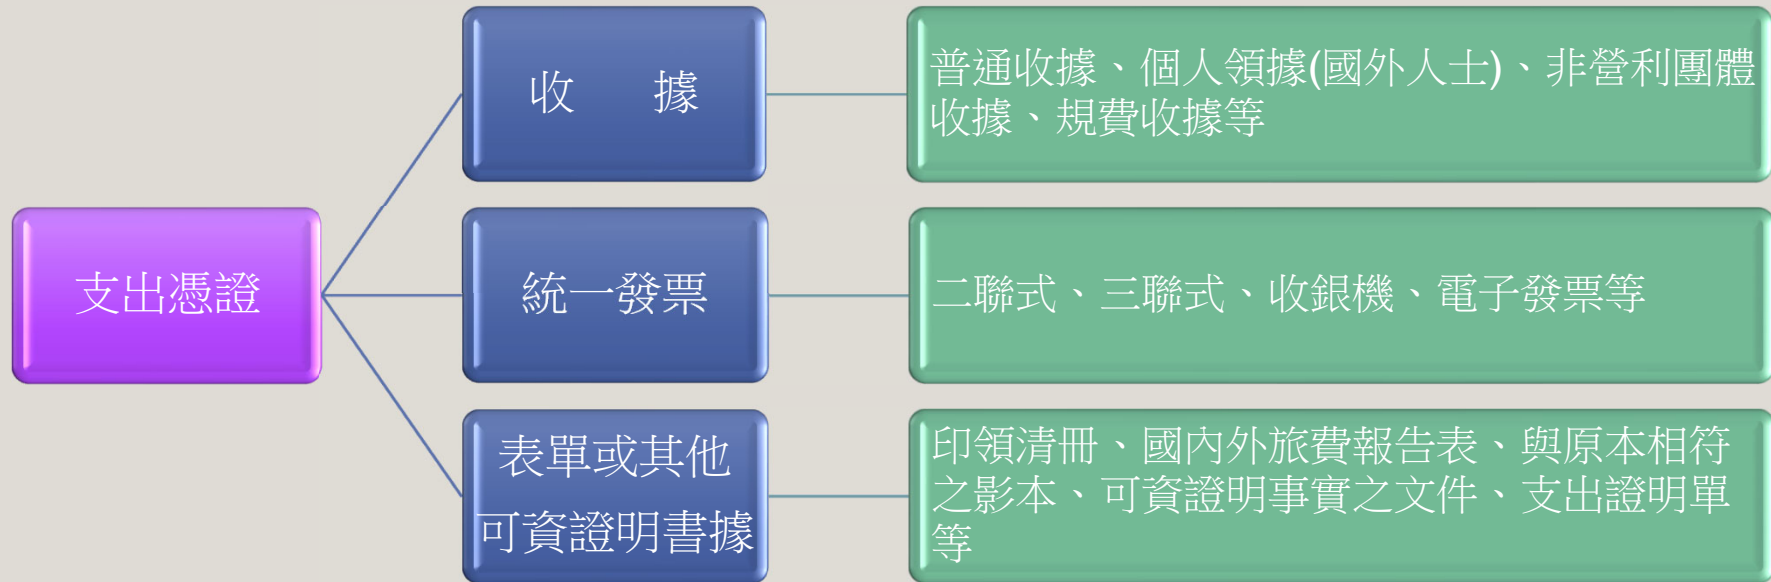 收　　據
普通收據、個人領據(國外人士)、非營利團體
收據、規費收據等
支出憑證
統一發票
二聯式、三聯式、收銀機、電子發票等
表單或其他
可資證明書據
印領清冊、國內外旅費報告表、與原本相符
之影本、可資證明事實之文件、支出證明單
等